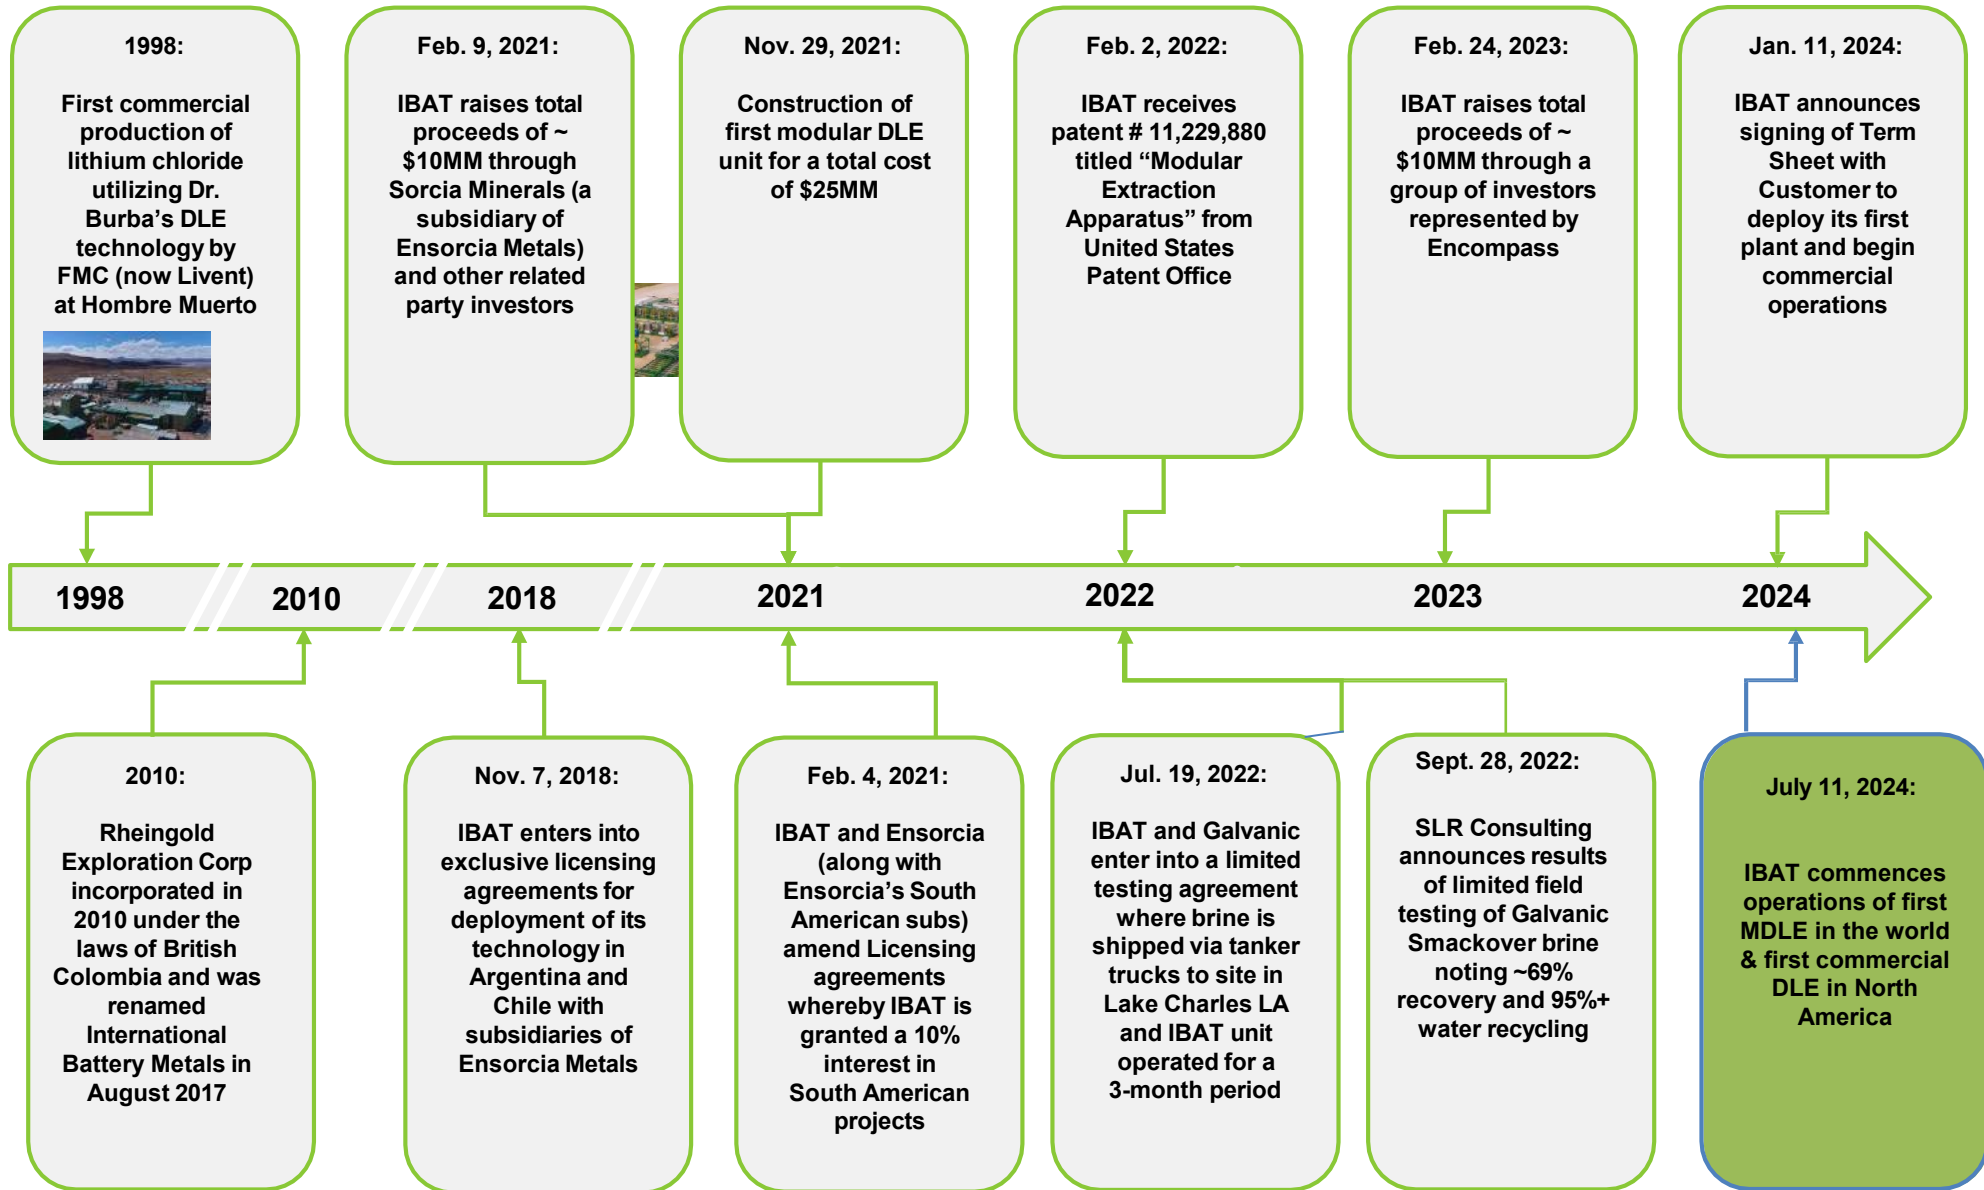 1998:
First commercial
production of
lithium chloride
utilizing Dr.
Burba’s DLE
technology by
FMC (now Livent)
at Hombre Muerto
Feb. 9, 2021:
IBAT raises total
proceeds of ~
$10MM through
Sorcia Minerals (a
subsidiary of
Ensorcia Metals)
and other related
party investors
Nov. 29, 2021:
Construction of
first modular DLE
unit for a total cost
of $25MM
Feb. 2, 2022:
IBAT receives
patent # 11,229,880
titled “Modular
Extraction
Apparatus” from
United States
Patent Office
Feb. 24, 2023:
IBAT raises total
proceeds of ~
$10MM through a
group of investors
represented by
Encompass
Jan. 11, 2024:
IBAT announces
signing of Term
Sheet with
Customer to
deploy its first
plant and begin
commercial
operations
1998 2010 2018 2021 2022 2023 2024
2010:
Rheingold
Exploration Corp
incorporated in
2010 under the
laws of British
Colombia and was
renamed
International
Battery Metals in
August 2017
Nov. 7, 2018:
IBAT enters into
exclusive licensing
agreements for
deployment of its
technology in
Argentina and
Chile with
subsidiaries of
Ensorcia Metals
Feb. 4, 2021:
IBAT and Ensorcia
(along with
Ensorcia’s South
American subs)
amend Licensing
agreements
whereby IBAT is
granted a 10%
interest in
South American
projects
Jul. 19, 2022:
IBAT and Galvanic
enter into a limited
testing agreement
where brine is
shipped via tanker
trucks to site in
Lake Charles LA
and IBAT unit
operated for a
3-month period
Sept. 28, 2022:
SLR Consulting
announces results
of limited field
testing of Galvanic
Smackover brine
noting ~69%
recovery and 95%+
water recycling
July 11, 2024:
IBAT commences
operations of first
MDLE in the world
& first commercial
DLE in North
America